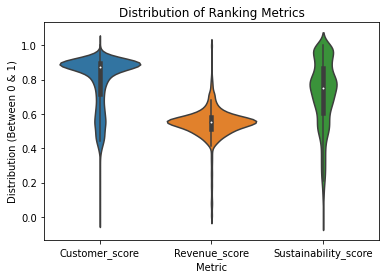 Distribution of Ranking Metrics
Distribution (Between 0 & 1)
1.0
0.8
0.6
0.4
0.2
0.0
Customer_score Revenue_score Sustainability_score
Metric